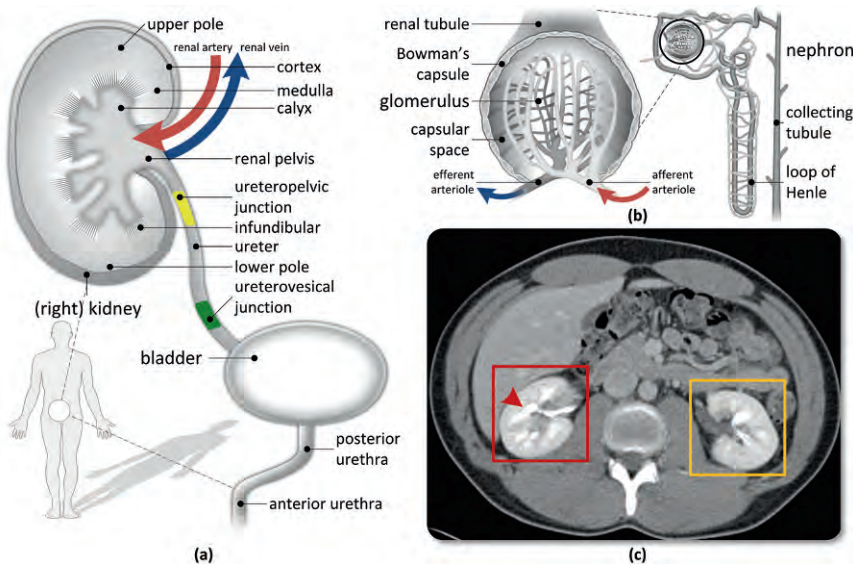 upper pole
renal artery
renal vein
cortex
medulla
calyx
renal pelvis
ureteropelvic
junction
infundibular
ureter
lower pole
ureterovesical
junction
(right) kidney
bladder
posterior
urethra
anterior urethra
(a)
renal tubule
Bowman's
capsule
glomerulus
capsular
space
efferent
arteriole
afferent
arteriole
(b)
nephron
collecting
tubule
loop of
Henle
(c)